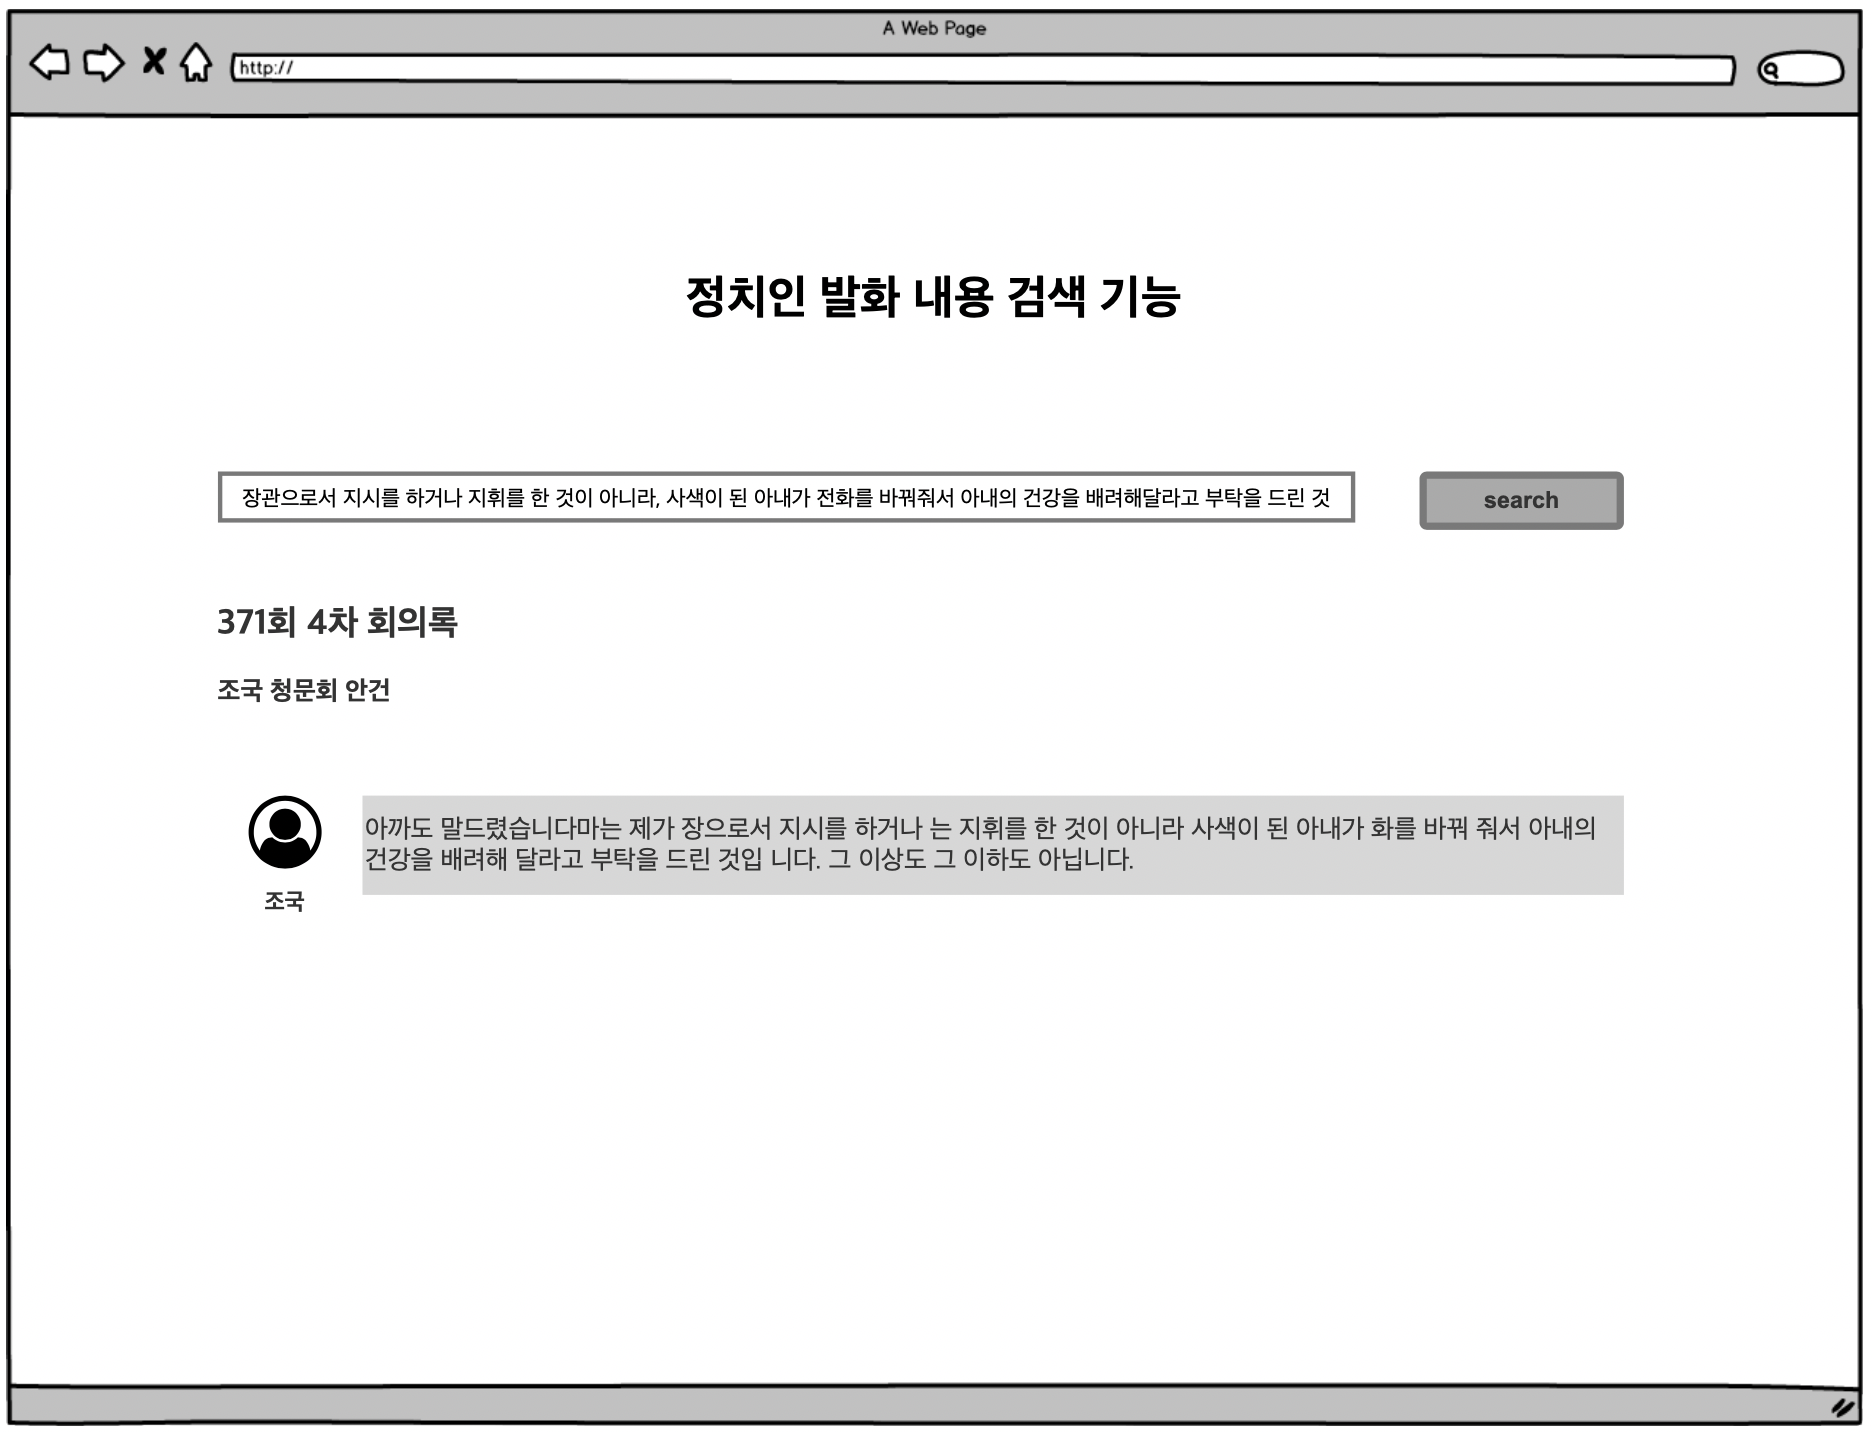 A Web Page
http://
정치인 발화 내용 검색 기능
장관으로서 지시를 하거나 지휘를 한 것이 아니라, 사색이 된 아내가 전화를 바꿔줘서 아내의 건강을 배려해달라고 부탁을 드린 것
search
371회 4차 회의록
조국 청문회 안건
아까도 말드렸습니다마는 제가 장으로서 지시를 하거나 는 지휘를 한 것이 아니라 사색이 된 아내가 화를 바꿔 줘서 아내의
건강을 배려해 달라고 부탁을 드린 것입 니다. 그 이상도 그 이하도 아닙니다.
조국